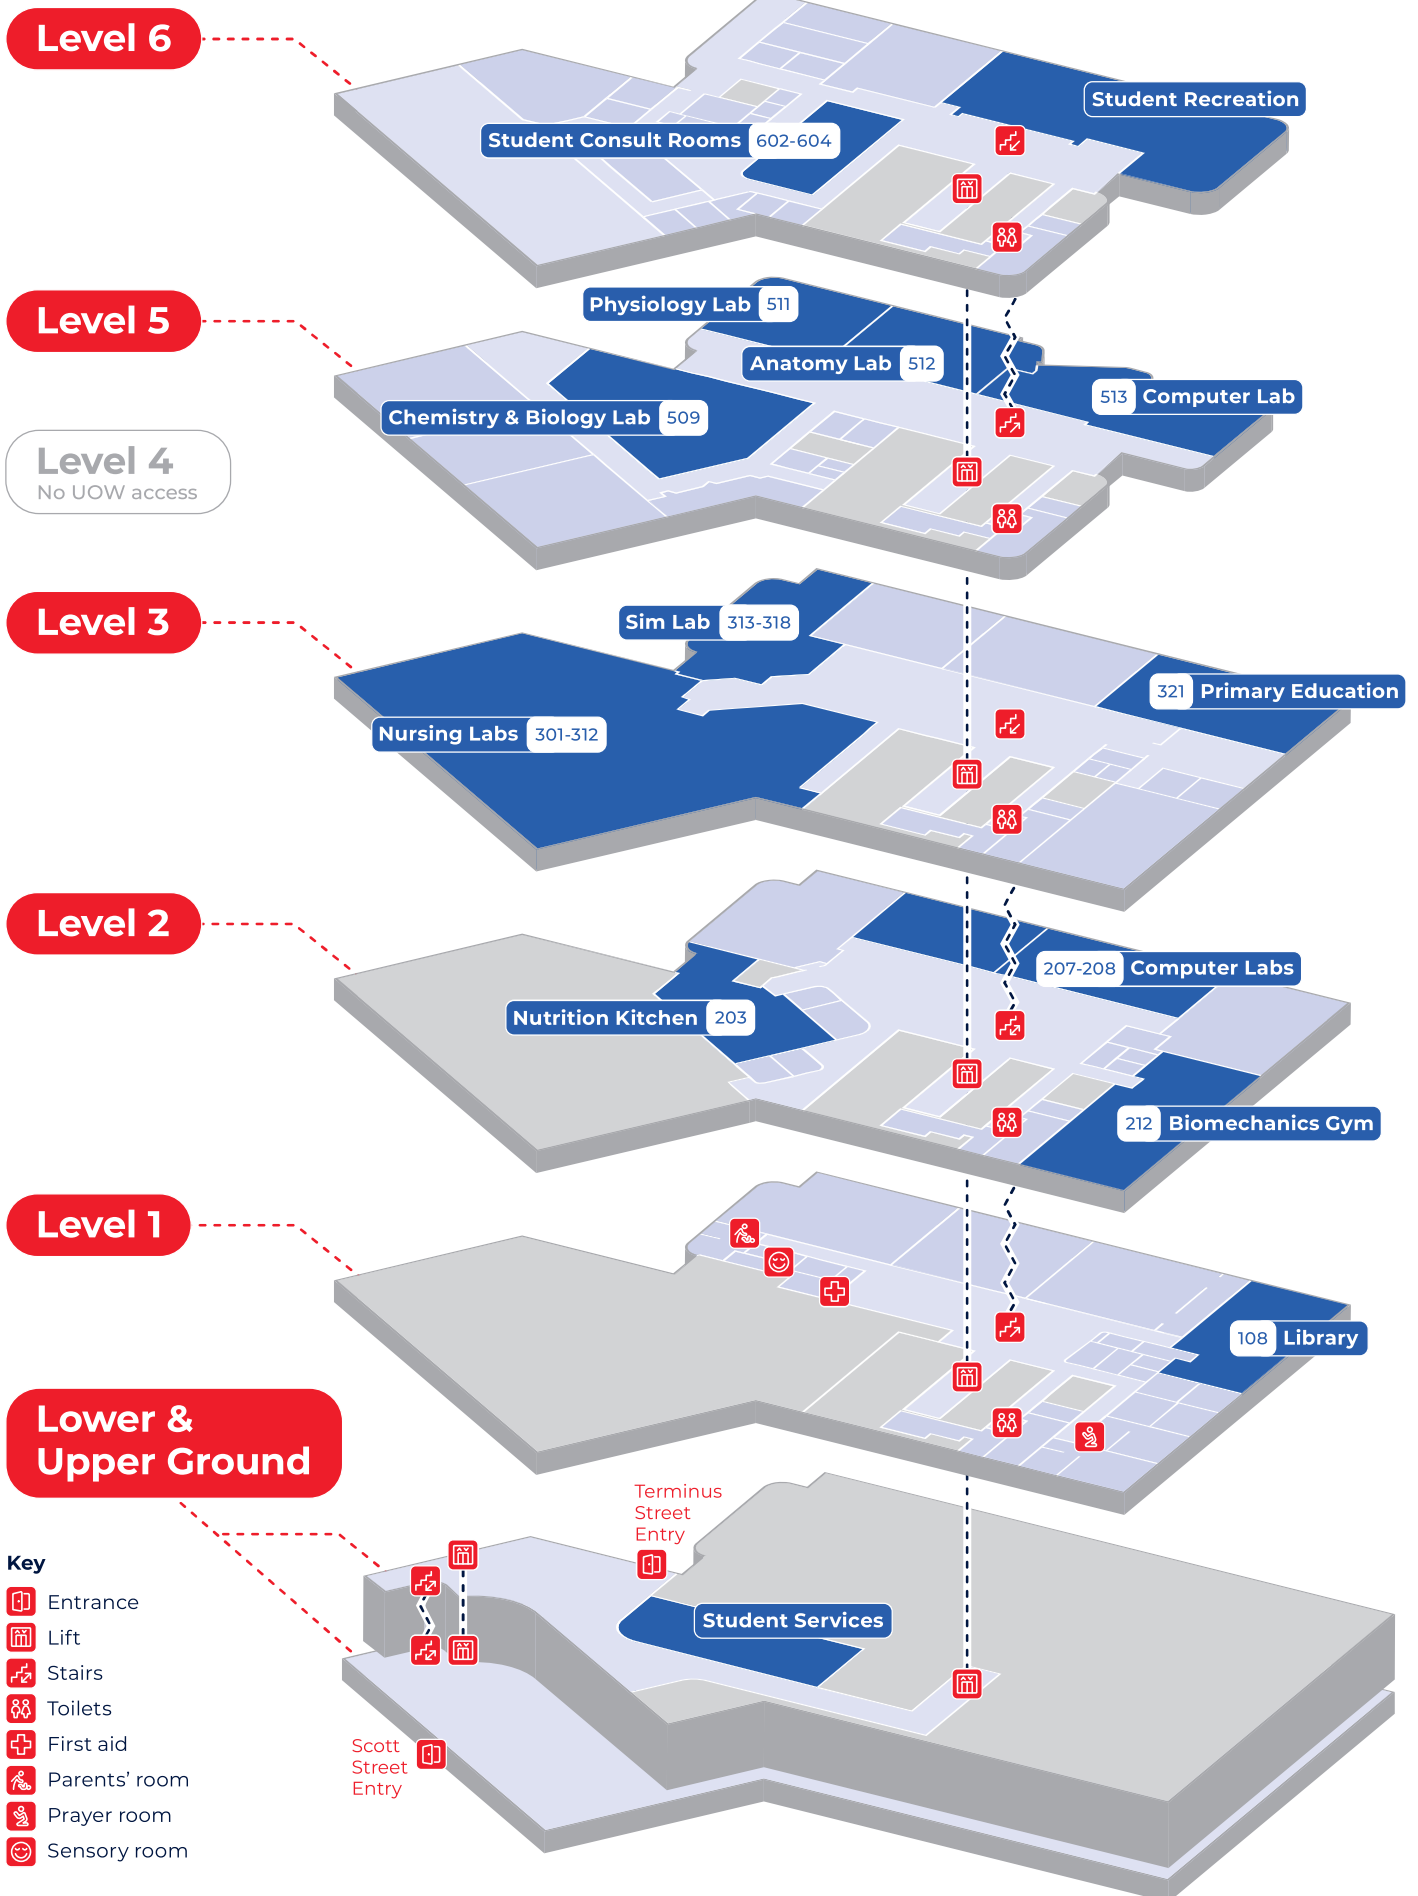 Level 6
Student Recreation
Student Consult Rooms 602-604
Level 5
Physiology Lab 511
Anatomy Lab 512
513 Computer Lab
Chemistry & Biology Lab 509
Level 4
No UOW access
Level 3
Sim Lab 313-318
321 Primary Education
Nursing Labs 301-312
Level 2
207-208 Computer Labs
Nutrition Kitchen 203
212 Biomechanics Gym
Level 1
108 Library
Lower &
Upper Ground
Terminus
Street
Entry
Student Services
Scott
Street
Entry
Key
Entrance
Lift
Stairs
Toilets
First aid
Parents’ room
Prayer room
Sensory room